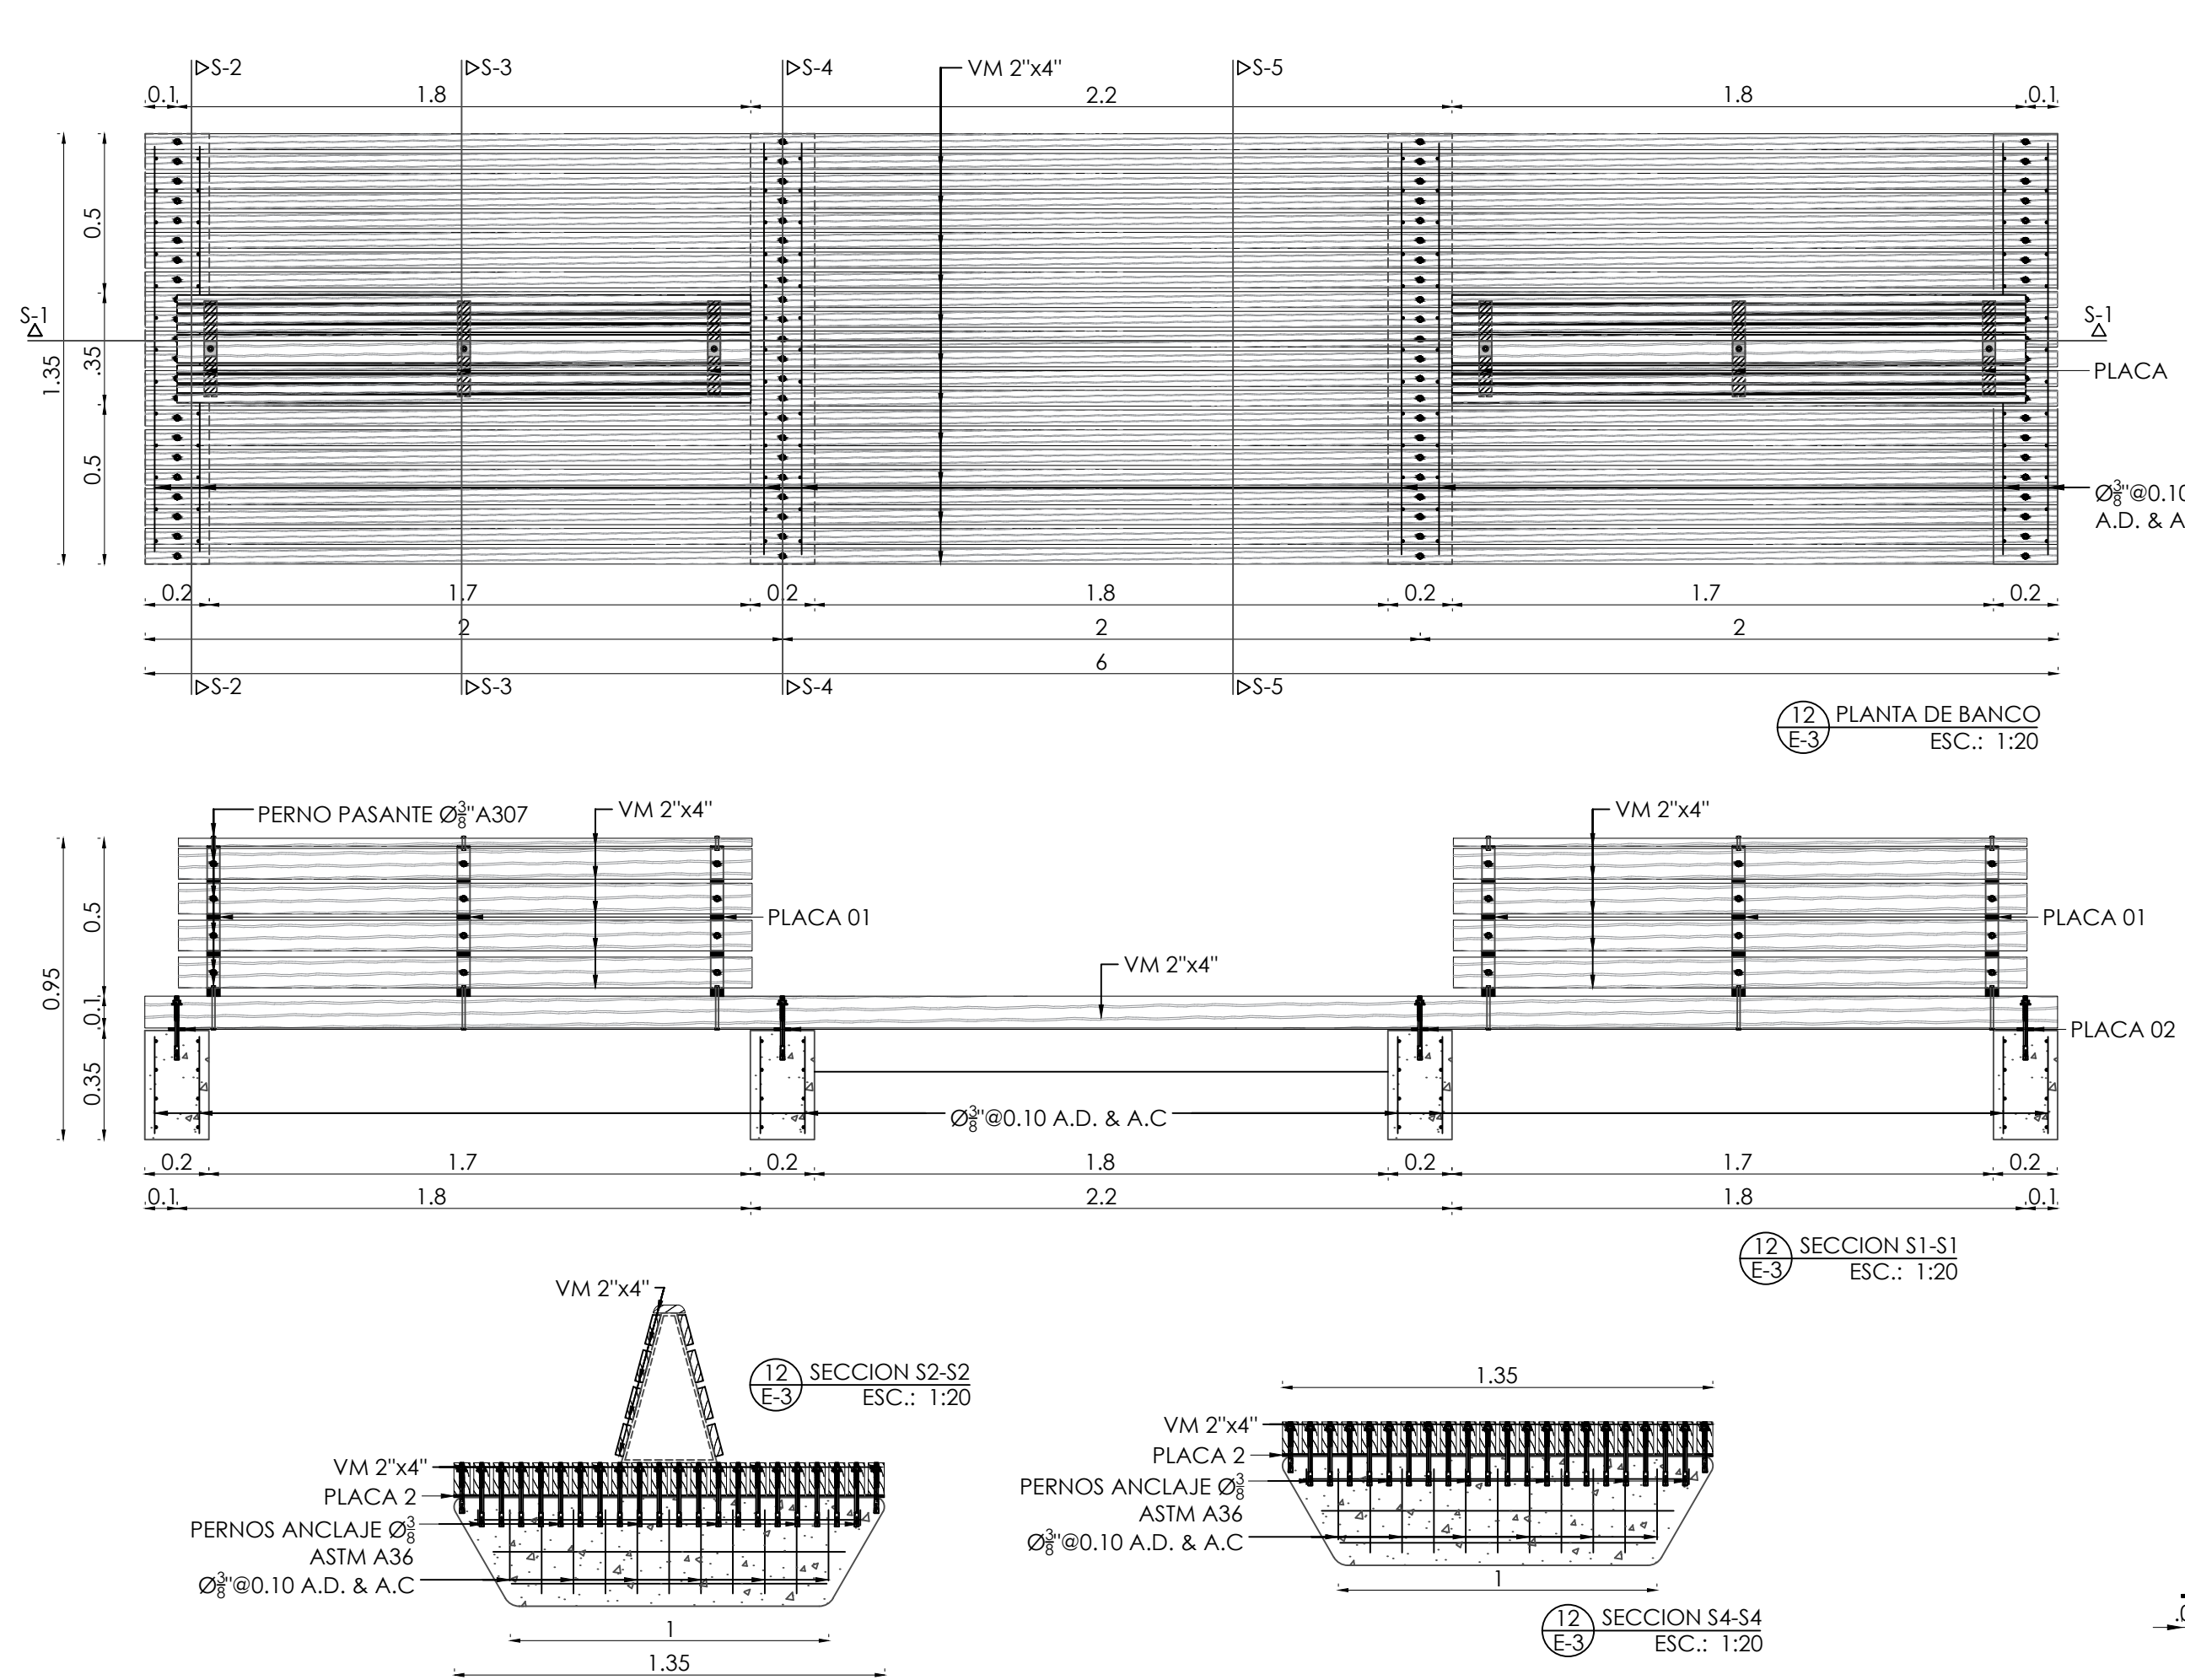 S-2
S-3
S-4
VM 2"x4"
S-5
0.1
1.8
2.2
1.8
0.1
0.5
S-1
1.35
.35
0.5
S-1
PLACA
Ø3/8"@0.10
A.D. & A
0.2
1.7
0.2
1.8
0.2
1.7
0.2
2
2
2
6
S-2
S-3
S-4
S-5
12
E-3
PLANTA DE BANCO
ESC.: 1:20
PERNO PASANTE Ø3/8"A307
VM 2"x4"
VM 2"x4"
PLACA 01
PLACA 01
VM 2"x4"
0.95
0.5
0.1
0.35
PLACA 02
Ø3/8"@0.10 A.D. & A.C
0.2
1.7
0.2
1.8
0.2
1.7
0.2
0.1
1.8
2.2
1.8
0.1
12
E-3
SECCION S1-S1
ESC.: 1:20
VM 2"x4"
12
E-3
SECCION S2-S2
ESC.: 1:20
VM 2"x4"
PLACA 2
PERNOS ANCLAJE Ø3/8
ASTM A36
Ø3/8"@0.10 A.D. & A.C
1
1.35
1.35
VM 2"x4"
PLACA 2
PERNOS ANCLAJE Ø3/8
ASTM A36
Ø3/8"@0.10 A.D. & A.C
1
12
E-3
SECCION S4-S4
ESC.: 1:20